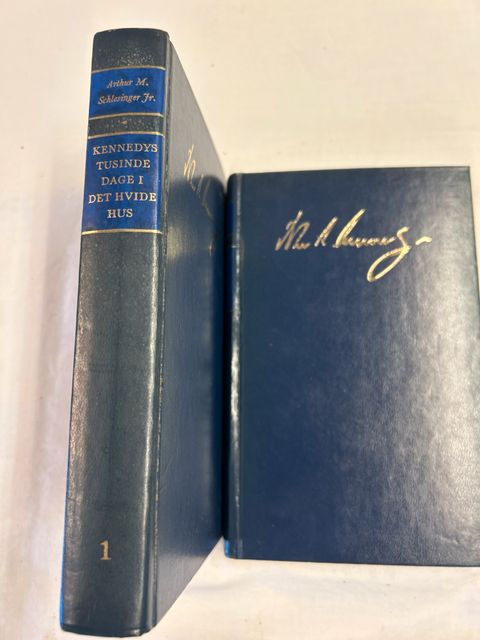 Arthur M.
Schlesinger Jr.
KENNEDYS
TUSINDE
DAGE I
DET HVIDE
HUS
1